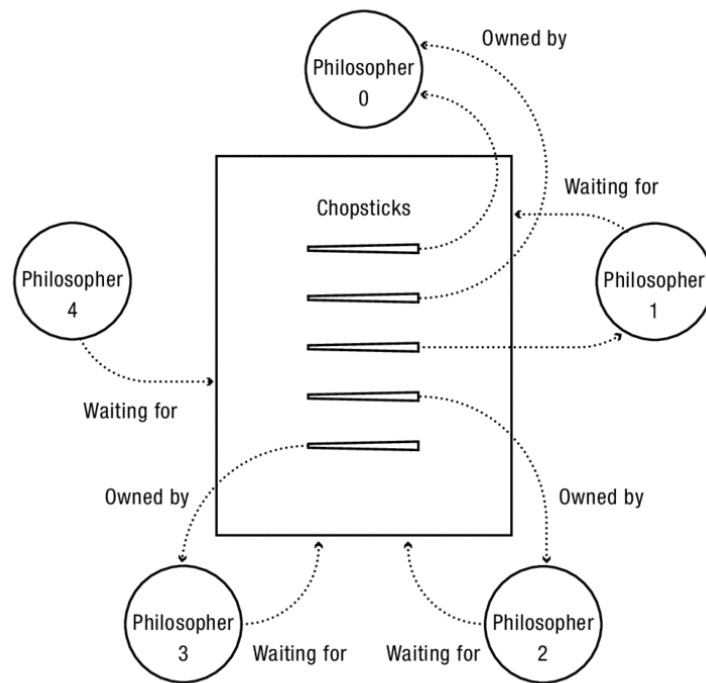 Owned by
Philosopher
0
Waiting for
Chopsticks
Philosopher
4
Philosopher
1
Waiting for
Owned by
Owned by
Philosopher
3
Waiting for
Waiting for
Philosopher
2